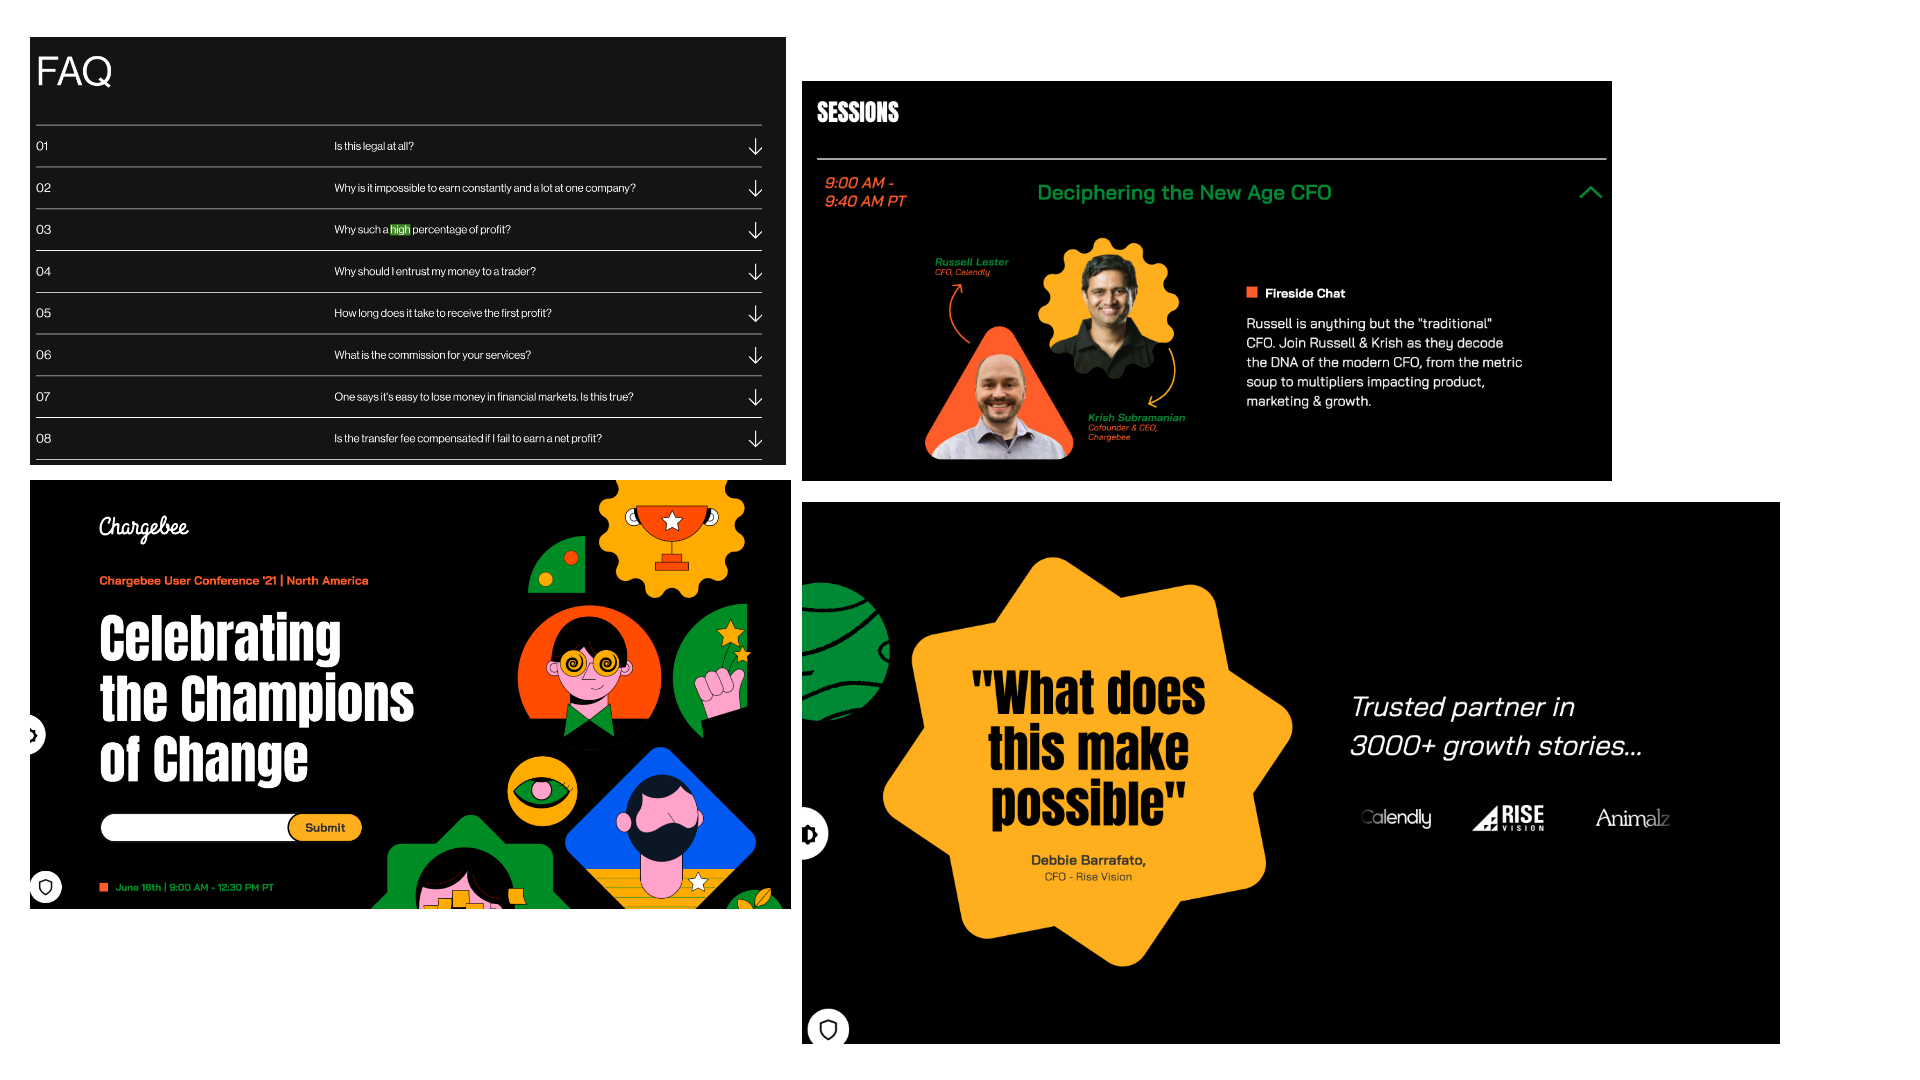 FAQ
01 Is this legal at all?
02 Why is it impossible to earn constantly and a lot at one company?
03 Why such a high percentage of profit?
04 Why should I entrust my money to a trader?
05 How long does it take to receive the first profit?
06 What is the commission for your services?
07 One says it's easy to lose money in financial markets. Is this true?
08 Is the transfer fee compensated if I fail to earn a net profit?
SESSIONS
9:00 AM -
9:40 AM PT
Deciphering the New Age CFO
Russell Lester
CFO, Calendly
Krish Subramanian
Cofounder & CEO,
Chargebee
Fireside Chat
Russell is anything but the "traditional"
CFO. Join Russell & Krish as they decode
the DNA of the modern CFO, from the metric
soup to multipliers impacting product,
marketing & growth.
Chargebee
Chargebee User Conference '21 | North America
Celebrating
the Champions
of Change
Submit
June 16th | 9:00 AM - 12:30 PM PT
"What does
this make
possible"
Debbie Barrafato,
CFO - Rise Vision
Trusted partner in
3000+ growth stories...
Calendly
RISE
VISION
Animalz